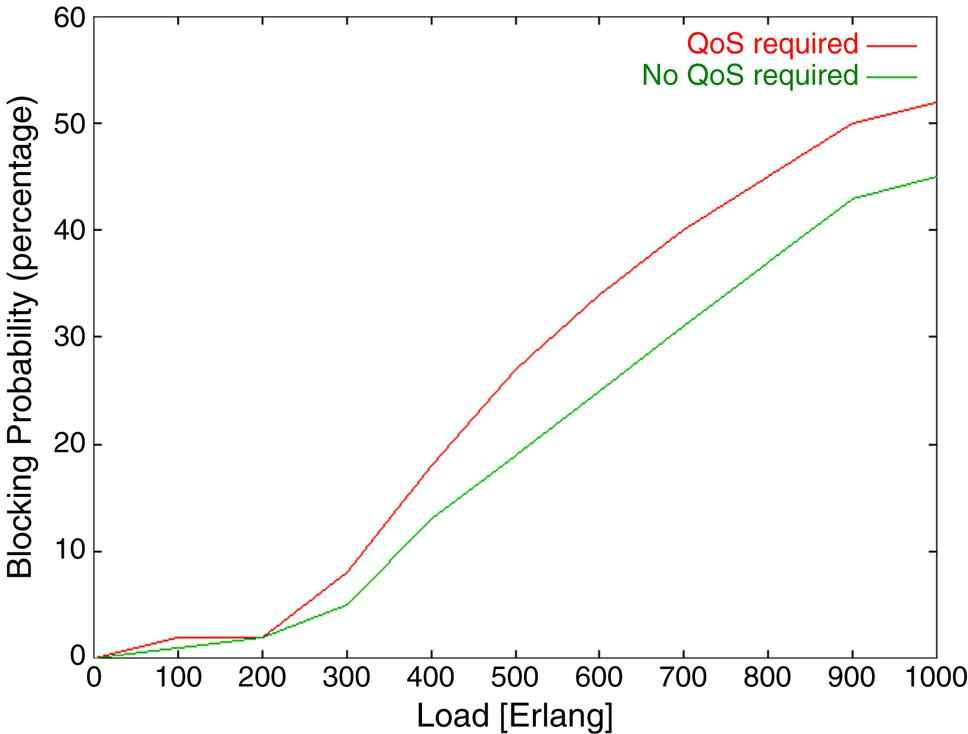 60
50
40
30
20
10
0
Blocking Probability (percentage)
QoS required
No QoS required
0 100 200 300 400 500 600 700 800 900 1000
Load [Erlang]